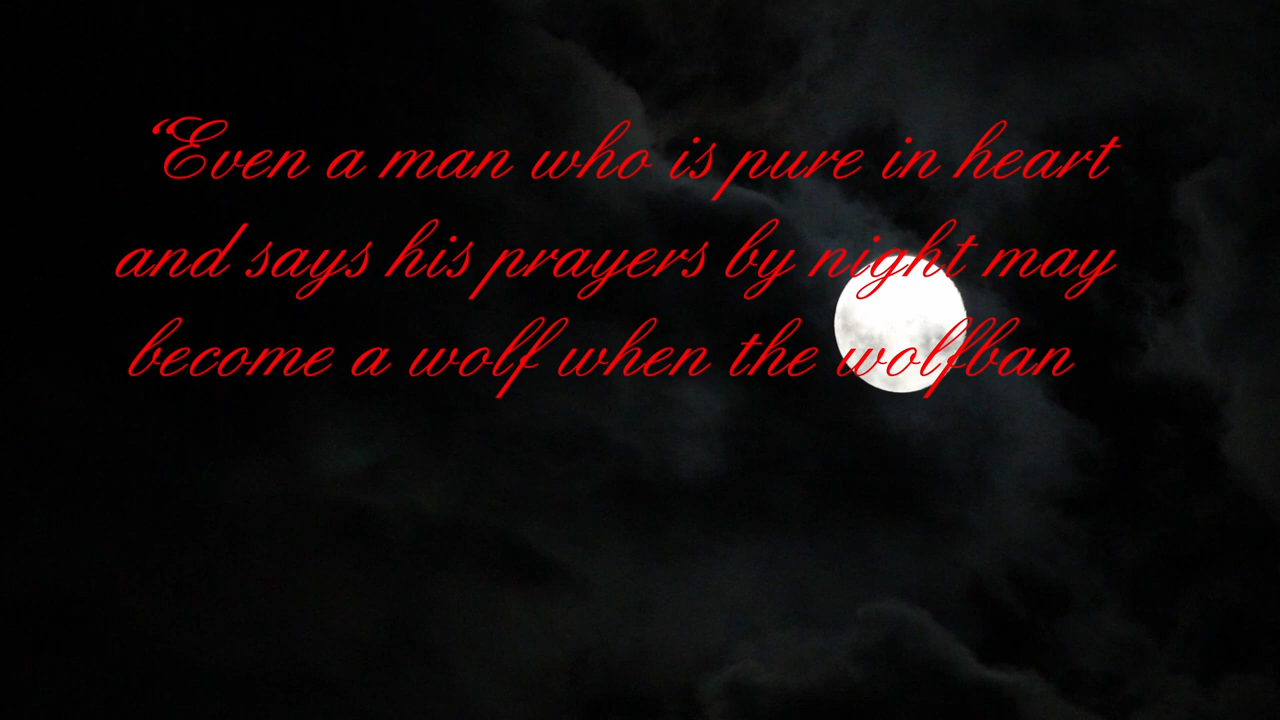 “Even a man who is pure in heart
and says his prayers by night may
become a wolf when the wolfban